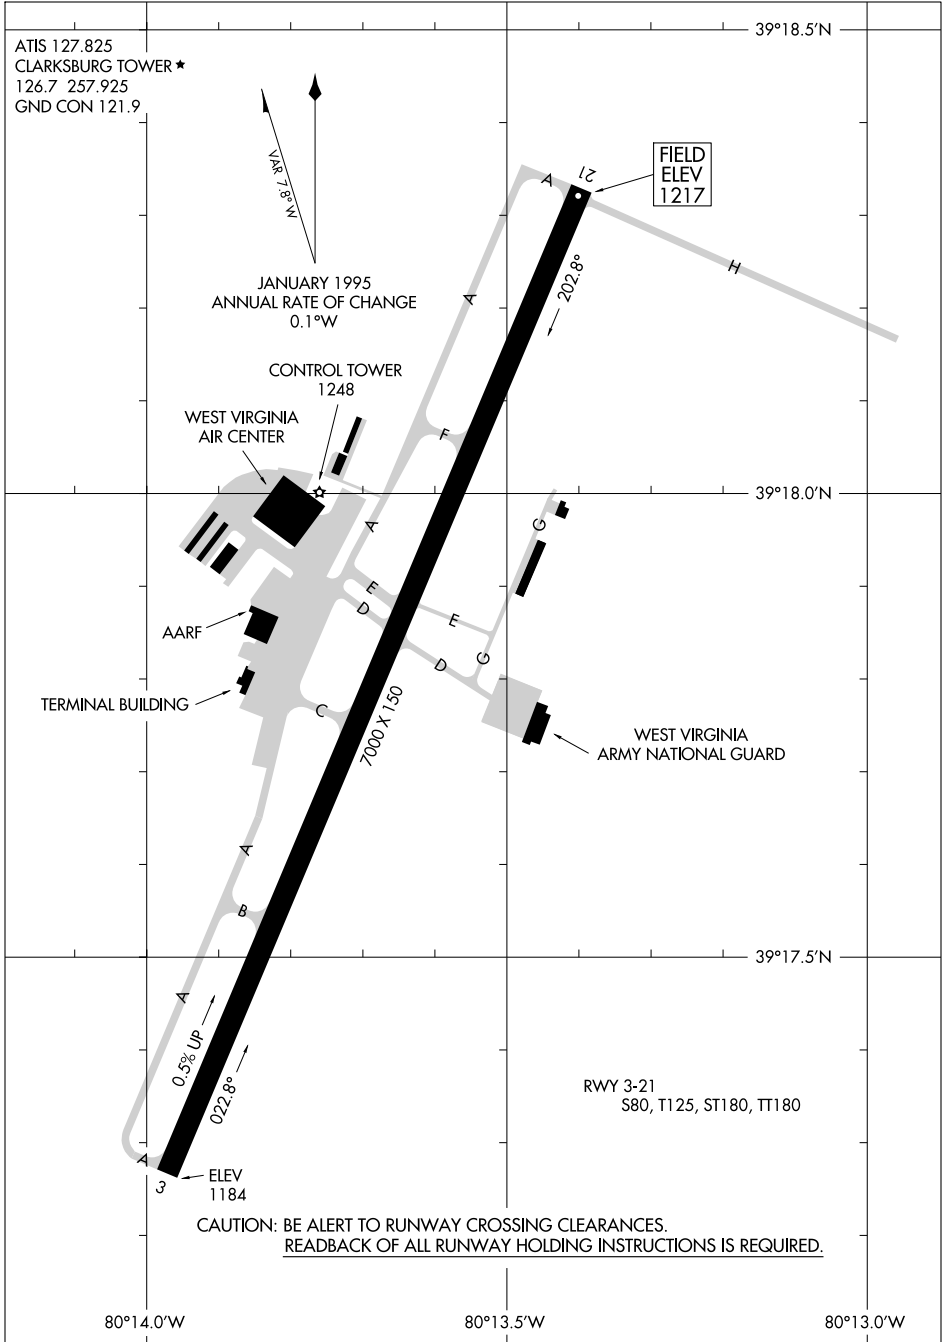 39°18.5'N
ATIS 127.825
CLARKSBURG TOWER ★
126.7 257.925
GND CON 121.9
VAR 7.8° W
FIELD
ELEV
1217
A
21
H
JANUARY 1995
ANNUAL RATE OF CHANGE
0.1°W
A
202.8°
CONTROL TOWER
1248
WEST VIRGINIA
AIR CENTER
F
39°18.0'N
A
G
E
D
E
AARF
D
G
TERMINAL BUILDING
C
7000 X 150
WEST VIRGINIA
ARMY NATIONAL GUARD
A
B
39°17.5'N
A
0.5% UP
022.8°
RWY 3-21
S80, T125, ST180, TT180
A
3
ELEV
1184
CAUTION: BE ALERT TO RUNWAY CROSSING CLEARANCES.
READBACK OF ALL RUNWAY HOLDING INSTRUCTIONS IS REQUIRED.
80°14.0'W
80°13.5'W
80°13.0'W